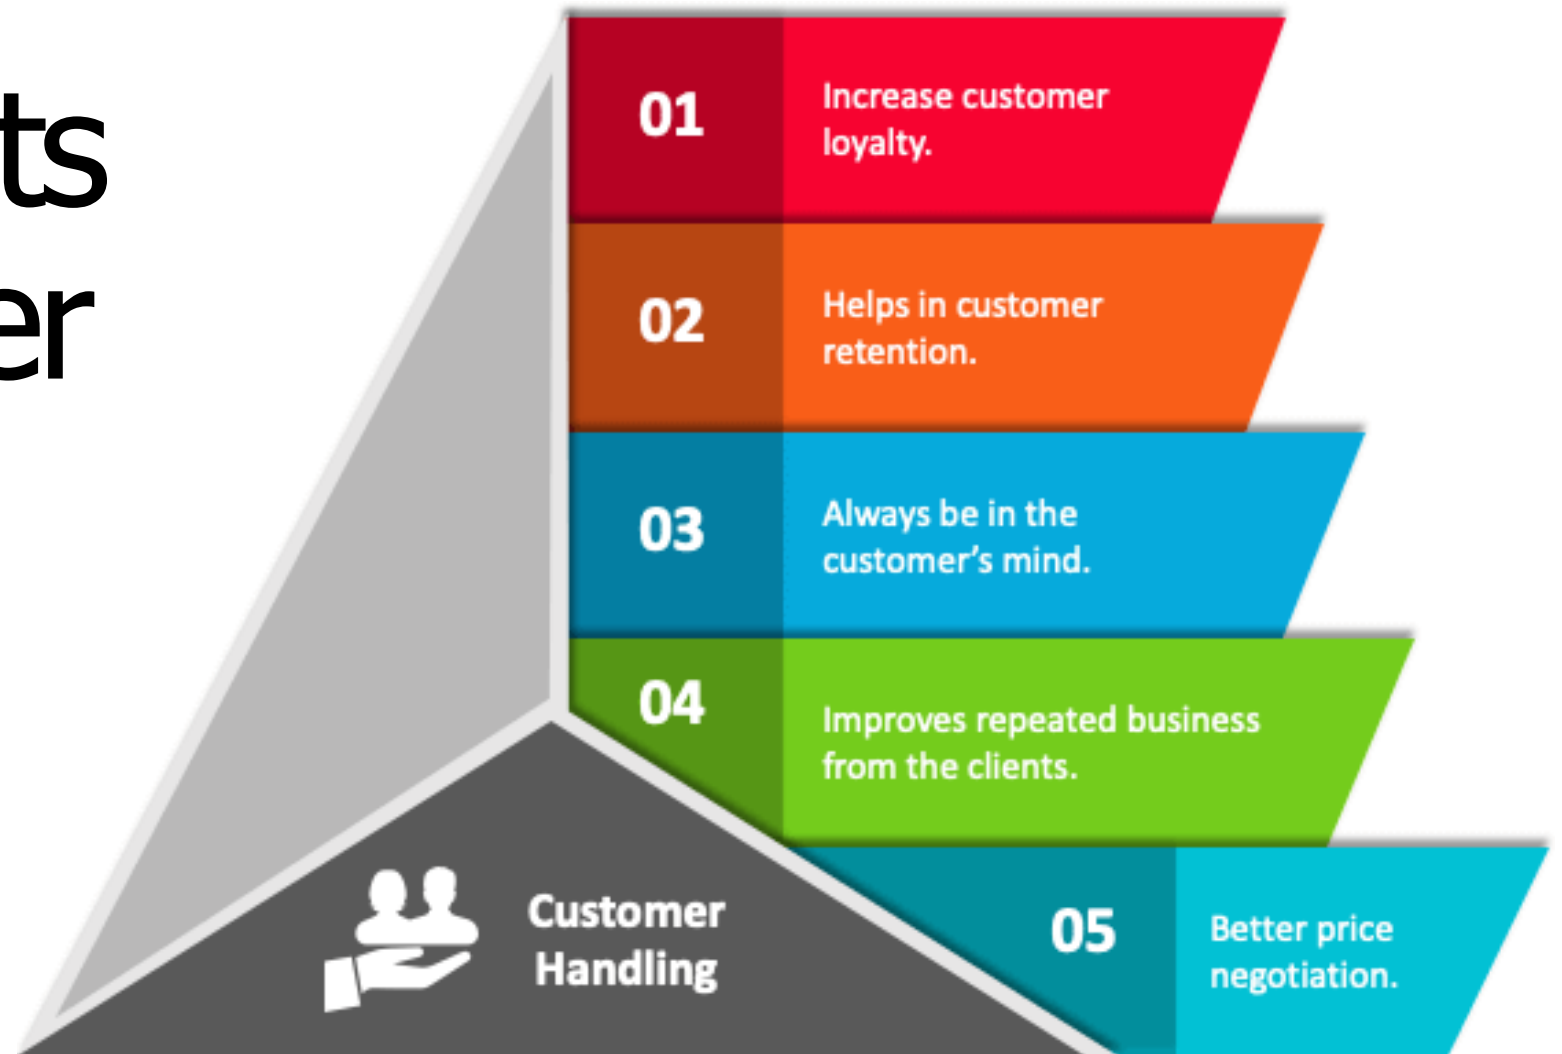 ts
er
01
Increase customer
loyalty.
02
Helps in customer
retention.
03
Always be in the
customer’s mind.
04
Improves repeated business
from the clients.
05
Better price
negotiation.
Customer
Handling